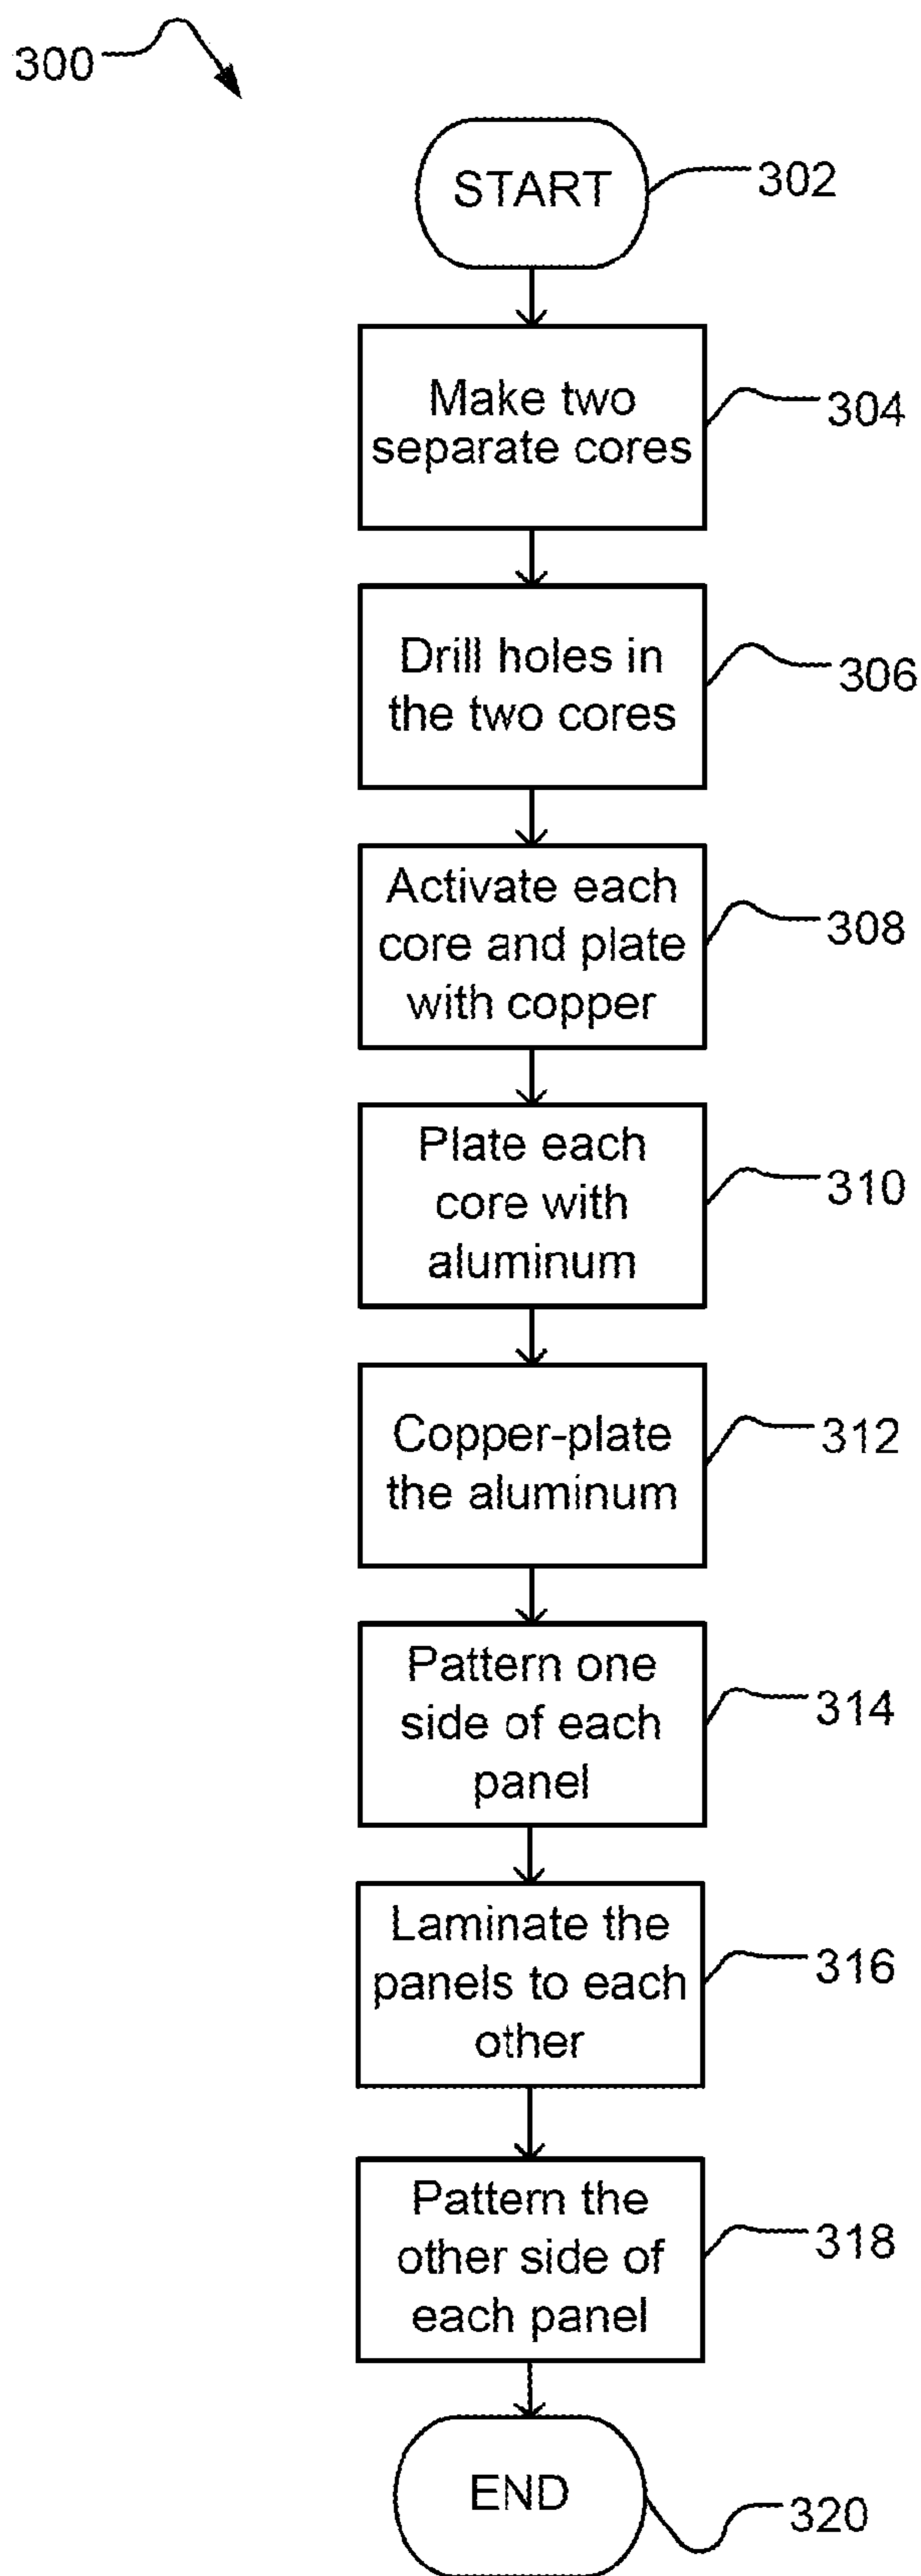 300
START
302
Make two
separate cores
304
Drill holes in
the two cores
306
Activate each
core and plate
with copper
308
Plate each
core with
aluminum
310
Copper-plate
the aluminum
312
Pattern one
side of each
panel
314
Laminate the
panels to each
other
316
Pattern the
other side of
each panel
318
END
320